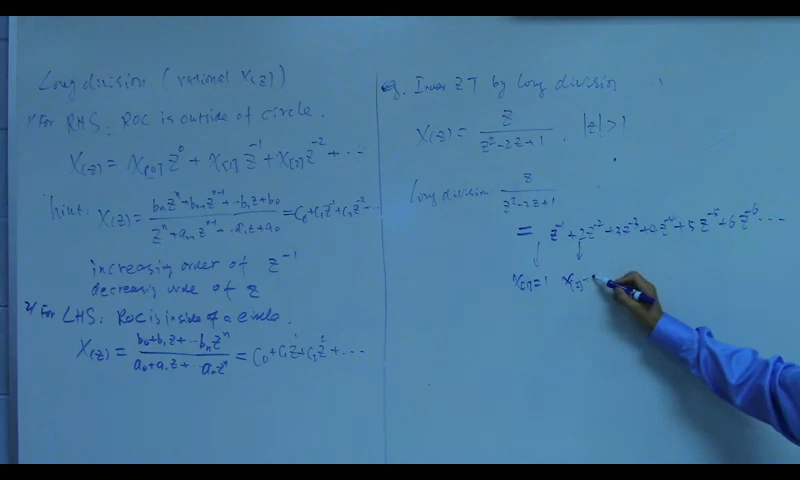 Long division (rational X(z))
1/ For RHS: ROC is outside of circle.
X(z) = x[0] z^0 + x[1] z^-1 + x[2] z^-2 + ...
hint: X(z) = (b_n z^n + b_n-1 z^n-1 + ... b_1 z + b_0) / (z^n + a_n-1 z^n-1 + ... a_1 z + a_0) = C_0 + C_1 z^-1 + C_2 z^-2 + ...
increasing order of z^-1
decreasing order of z
2/ For LHS: ROC is inside of a circle.
X(z) = (b_0 + b_1 z + ... b_n z^n) / (a_0 + a_1 z + ... a_n z^n) = C_0 + C_1 z^1 + C_2 z^2 + ...
eg. Inver ZT by Long division
X(z) = z / (z^2 - 2z + 1), |z| > 1
Long division: z / (z^2 - 2z + 1)
= z^-1 + 2z^-2 + 3z^-3 + 4z^-4 + 5z^-5 + 6z^-6 ...
x[1] = 1 x[2] =